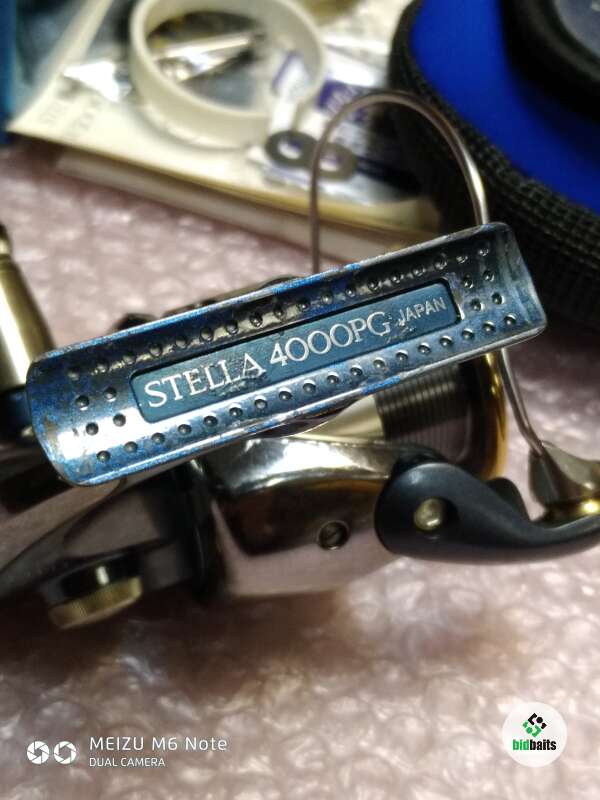 STELLA 4000PG JAPAN
MEIZU M6 Note
DUAL CAMERA
bidbaits